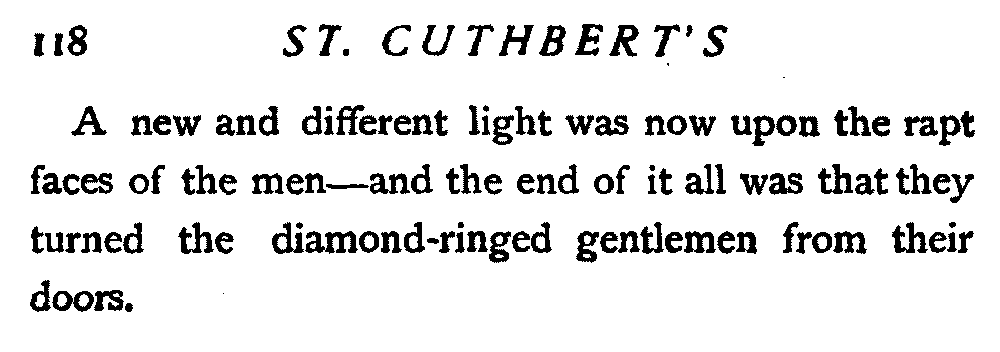 118 ST. CUTHBERT'S
A new and different light was now upon the rapt
faces of the men—and the end of it all was that they
turned the diamond-ringed gentlemen from their
doors.